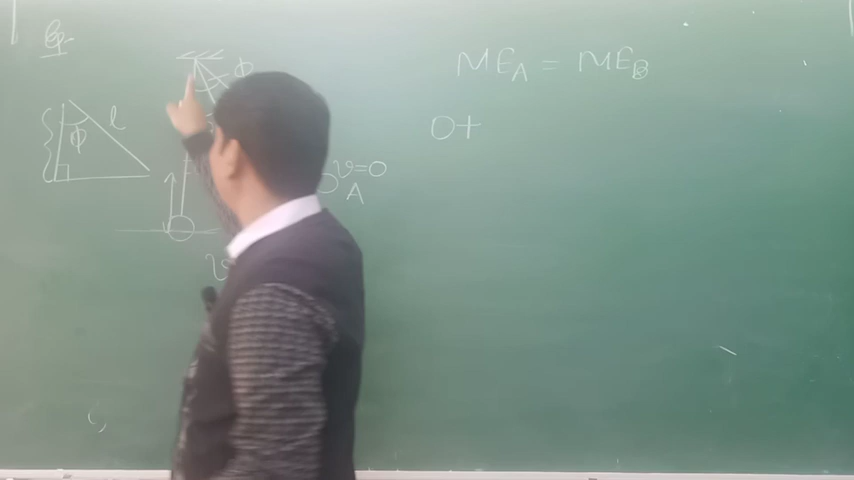 Q.
ME_A = ME_B
0+
Φ
l
Φ
v=0
A
v